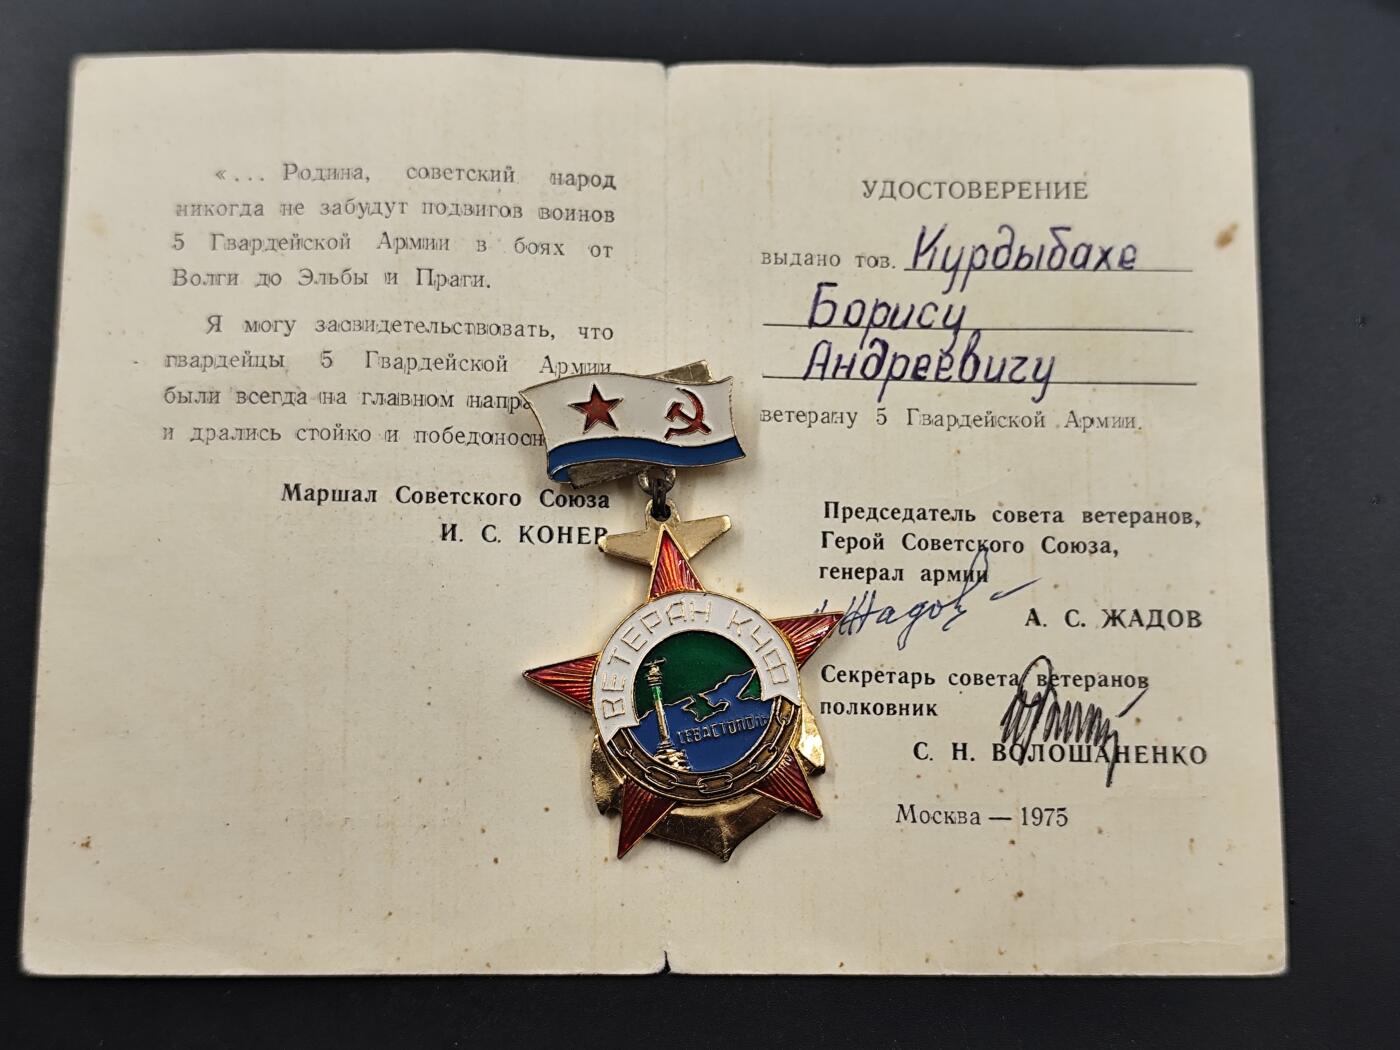 «... Родина, советский народ
никогда не забудут подвигов воинов
5 Гвардейской Армии в боях от
Волги до Эльбы и Праги.
Я могу засвидетельствовать, что
гвардейцы 5 Гвардейской Армии
были всегда на главном напра
и дрались стойко и победоносн
Маршал Советского Союза
И. С. КОНЕВ
УДОСТОВЕРЕНИЕ
выдано тов. Курдыбахе
Борису
Андреевичу
ветерану 5 Гвардейской Армии.
Председатель совета ветеранов,
Герой Советского Союза,
генерал армии
Жадов
А. С. ЖАДОВ
Секретарь совета ветеранов
полковник
С. Н. ВОЛОШАНЕНКО
Москва — 1975
ВЕТЕРАН КЧФ
СЕВАСТОПОЛЬ